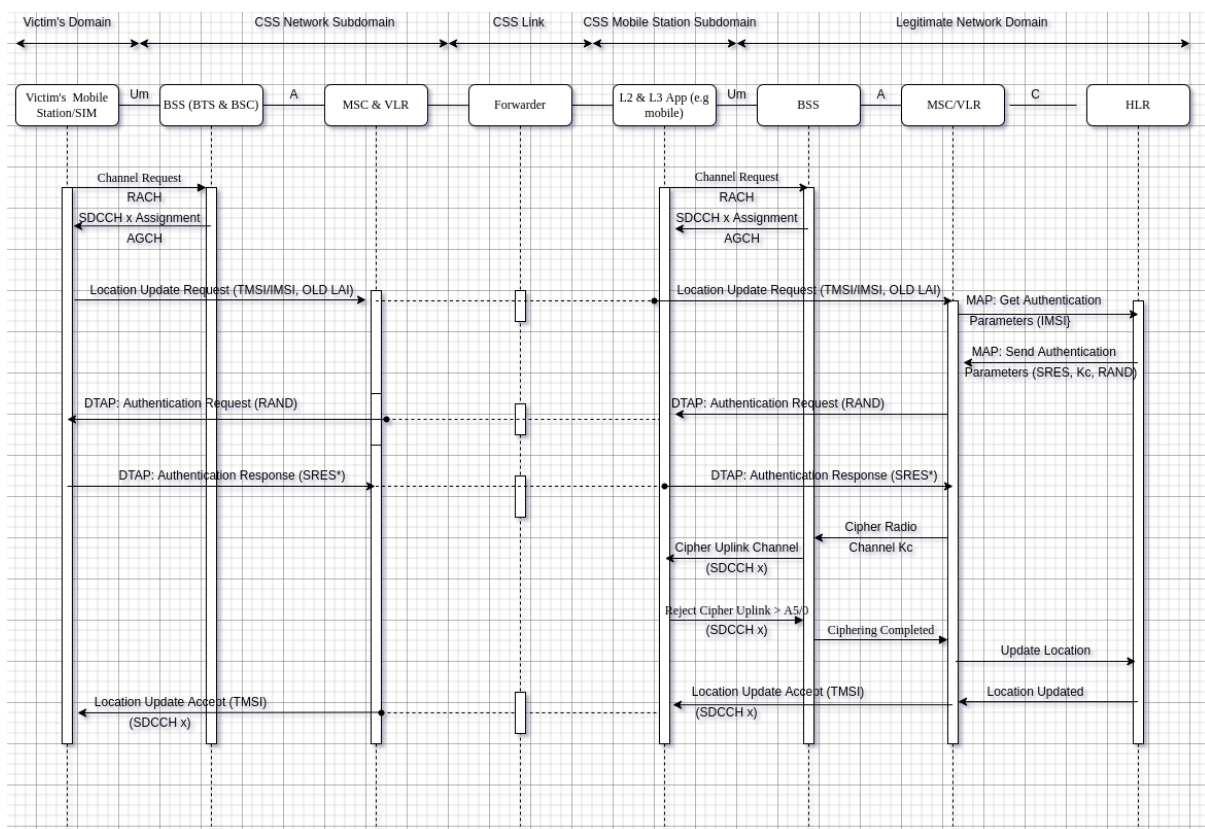 Victim's Domain
CSS Network Subdomain
CSS Link
CSS Mobile Station Subdomain
Legitimate Network Domain
Victim's Mobile
Station/SIM
Um
BSS (BTS & BSC)
A
MSC & VLR
Forwarder
L2 & L3 App (e.g
mobile)
Um
BSS
A
MSC/VLR
C
HLR
Channel Request
RACH
SDCCH x Assignment
AGCH
Channel Request
RACH
SDCCH x Assignment
AGCH
Location Update Request (TMSI/IMSI, OLD LAI)
Location Update Request (TMSI/IMSI, OLD LAI)
MAP: Get Authentication
Parameters (IMSI}
MAP: Send Authentication
Parameters (SRES, Kc, RAND)
DTAP: Authentication Request (RAND)
DTAP: Authentication Request (RAND)
DTAP: Authentication Response (SRES*)
DTAP: Authentication Response (SRES*)
Cipher Radio
Channel Kc
Cipher Uplink Channel
(SDCCH x)
Reject Cipher Uplink > A5/0
(SDCCH x)
Ciphering Completed
Update Location
Location Updated
Location Update Accept (TMSI)
(SDCCH x)
Location Update Accept (TMSI)
(SDCCH x)